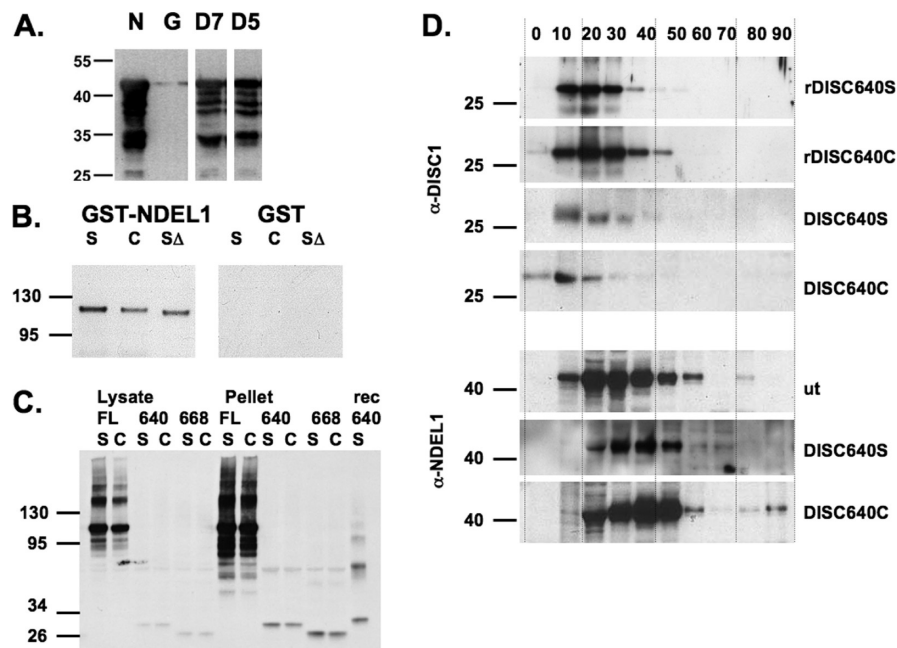 A.
N G D7 D5
55
40
35
25
B.
GST-NDEL1 GST
S C SΔ S C SΔ
130
95
C.
Lysate Pellet rec
FL 640 668 FL 640 668 640
S C S C S C S C S C S C S
130
95
34
26
D.
0 10 20 30 40 50 60 70 80 90
α-DISC1
25 rDISC640S
25 rDISC640C
25 DISC640S
25 DISC640C
α-NDEL1
40 ut
40 DISC640S
40 DISC640C